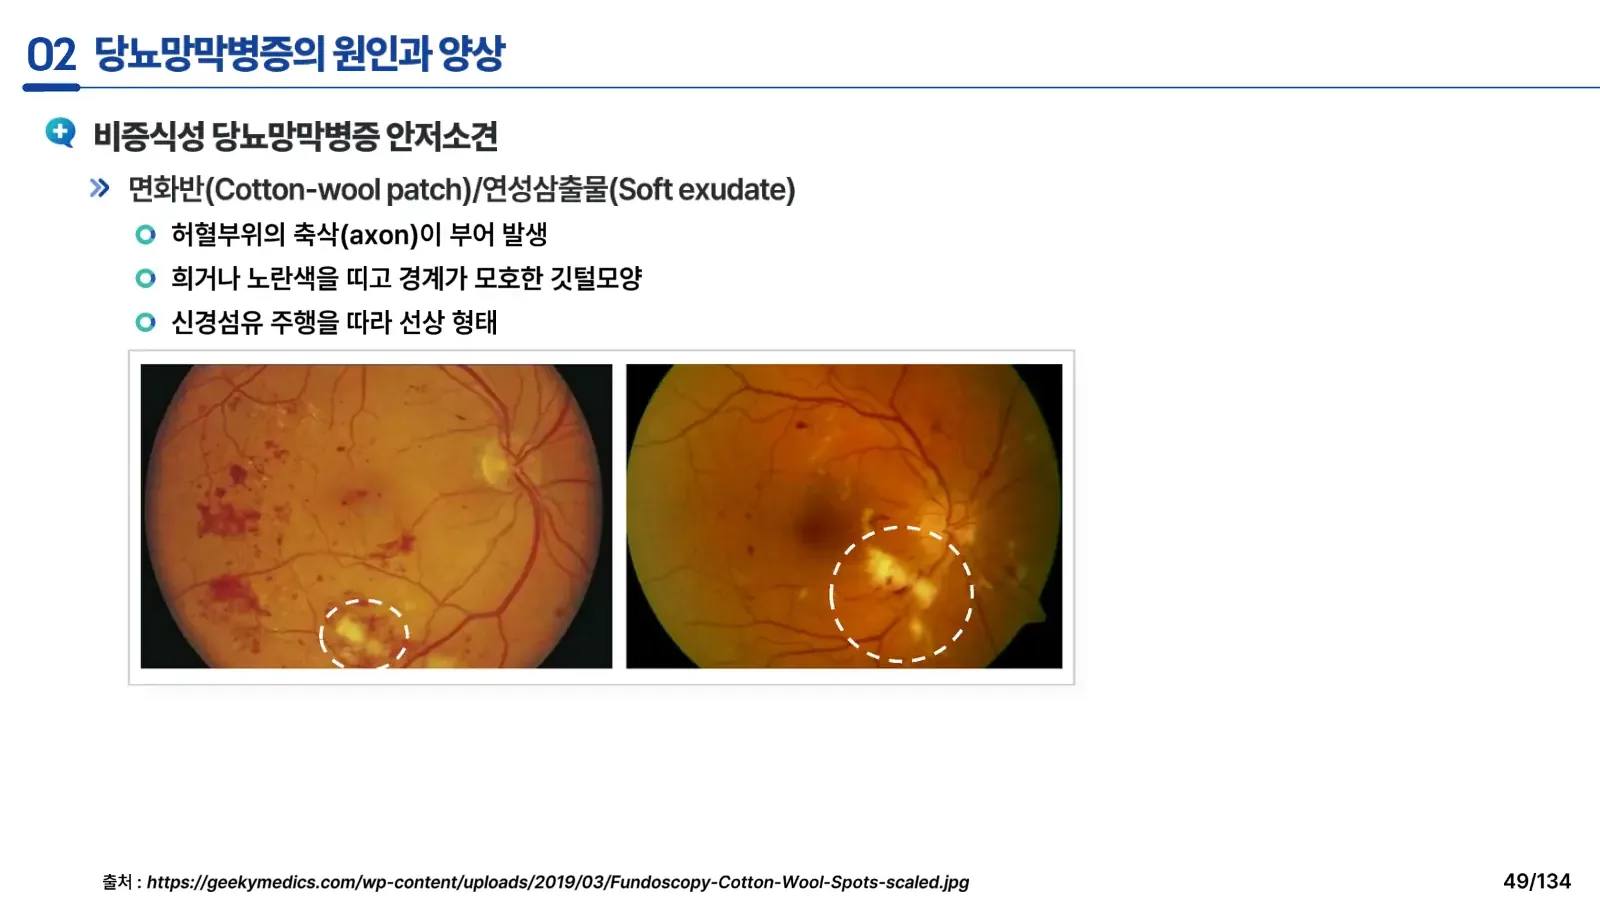 02 당뇨망막병증의 원인과 양상
비증식성 당뇨망막병증 안저소견
면화반(Cotton-wool patch)/연성삼출물(Soft exudate)
허혈부위의 축삭(axon)이 부어 발생
희거나 노란색을 띠고 경계가 모호한 깃털모양
신경섬유 주행을 따라 선상 형태
출처 : https://geekymedics.com/wp-content/uploads/2019/03/Fundoscopy-Cotton-Wool-Spots-scaled.jpg
49/134